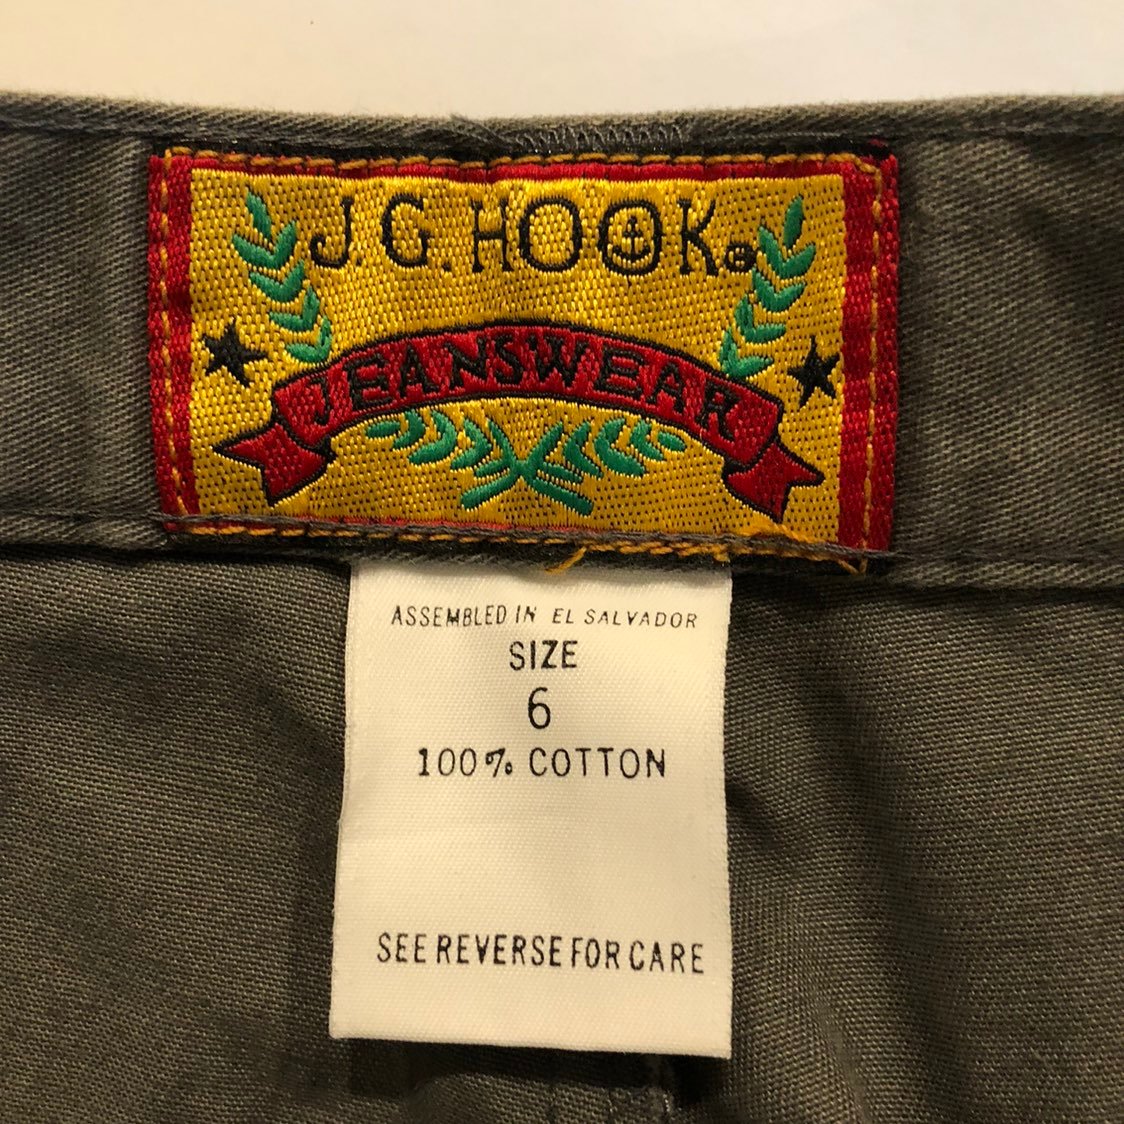 J.G. HOOK®
JEANSWEAR
ASSEMBLED IN EL SALVADOR
SIZE
6
100% COTTON
SEE REVERSE FOR CARE